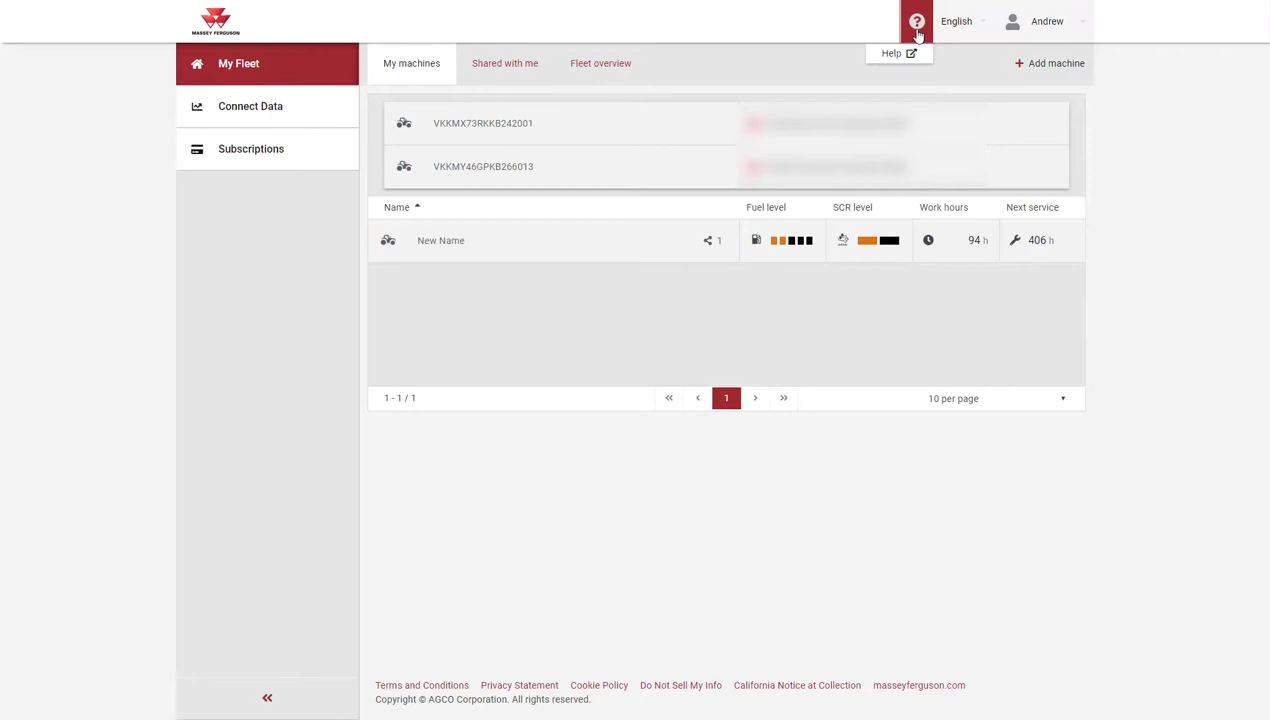 MASSEY FERGUSON
English
Andrew
Help
My Fleet
Connect Data
Subscriptions
My machines
Shared with me
Fleet overview
Add machine
VKKMX73RKKB242001
VKKMY46GPKB266013
Name
Fuel level
SCR level
Work hours
Next service
New Name
1
94 h
406 h
1 - 1 / 1
1
10 per page
Terms and Conditions
Privacy Statement
Cookie Policy
Do Not Sell My Info
California Notice at Collection
masseyferguson.com
Copyright © AGCO Corporation. All rights reserved.